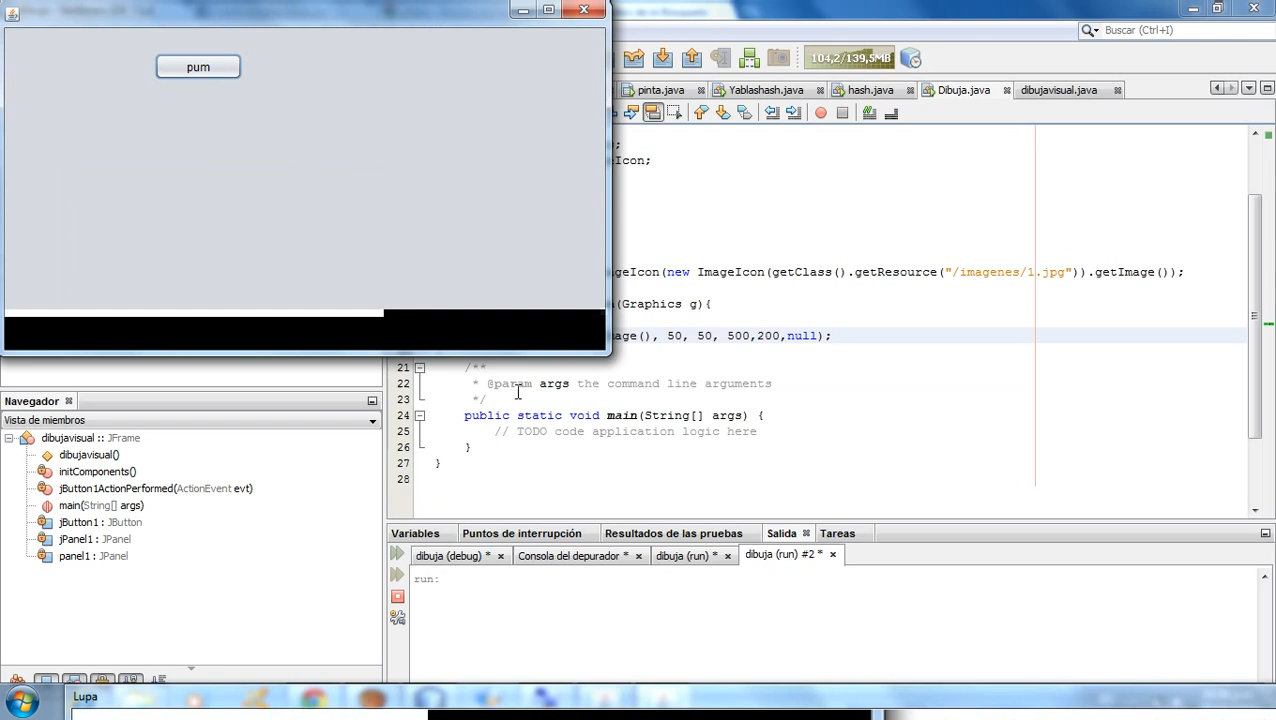 pum
Buscar (Ctrl+I)
104,2/139,5MB
pinta.java
Yablashash.java
hash.java
Dibuja.java
dibujavisual.java
;
eIcon;
geIcon(new ImageIcon(getClass().getResource("/imagenes/1.jpg")).getImage());
(Graphics g){
age(), 50, 50, 500,200,null);
21 /**
22 * @param args the command line arguments
23 */
24 public static void main(String[] args) {
25 // TODO code application logic here
26 }
27 }
28
Navegador
Vista de miembros
dibujavisual :: JFrame
dibujavisual()
initComponents()
jButton1ActionPerformed(ActionEvent evt)
main(String[] args)
jButton1 : JButton
jPanel1 : JPanel
panel1 : JPanel
Variables
Puntos de interrupción
Resultados de las pruebas
Salida
Tareas
dibuja (debug) *
Consola del depurador *
dibuja (run) *
dibuja (run) #2 *
run:
Lupa